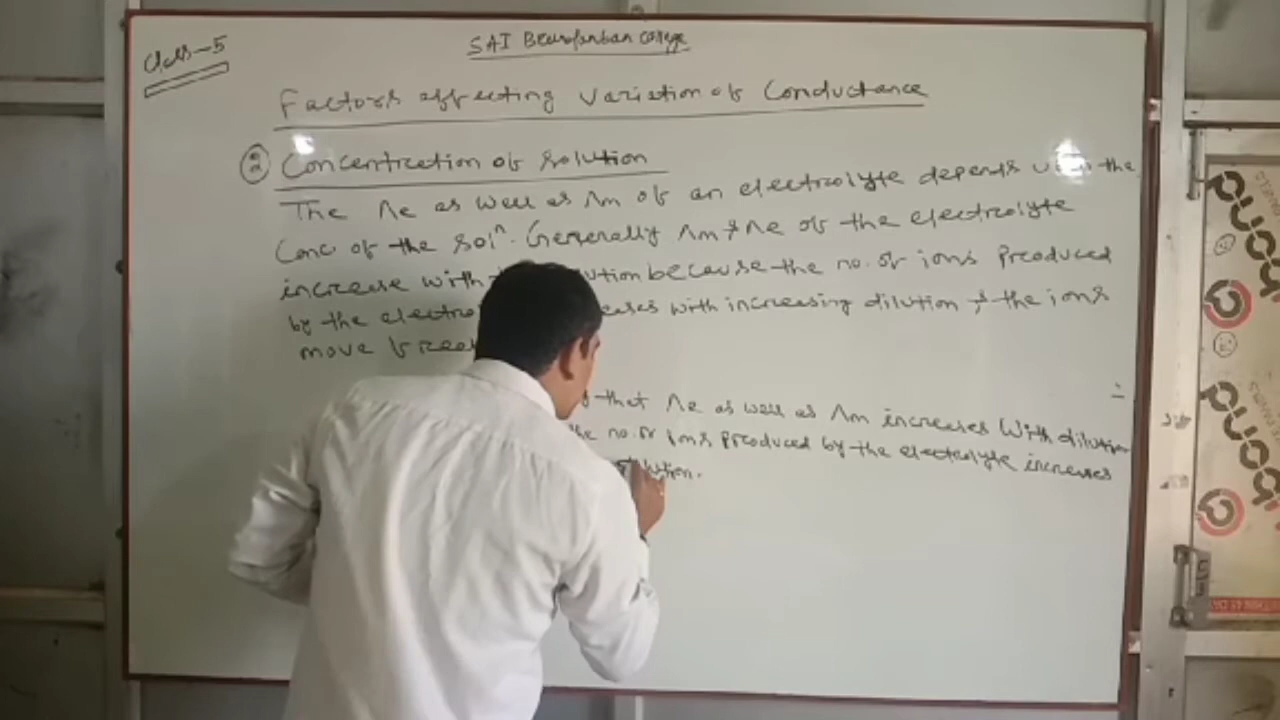 Class-5
SAI College
Factors affecting Variation of Conductance
② Concentration of solution
The Λe as well as Λm of an electrolyte depends upon the
Conc of the solⁿ. Generally Λm & Λe of the electrolyte
increase with because the no. of ions Produced
by the with increasing dilution & the ions
move
that Λe as well as Λm increases With dilution
the no. of ions Produced by the electrolyte increases
dilution.